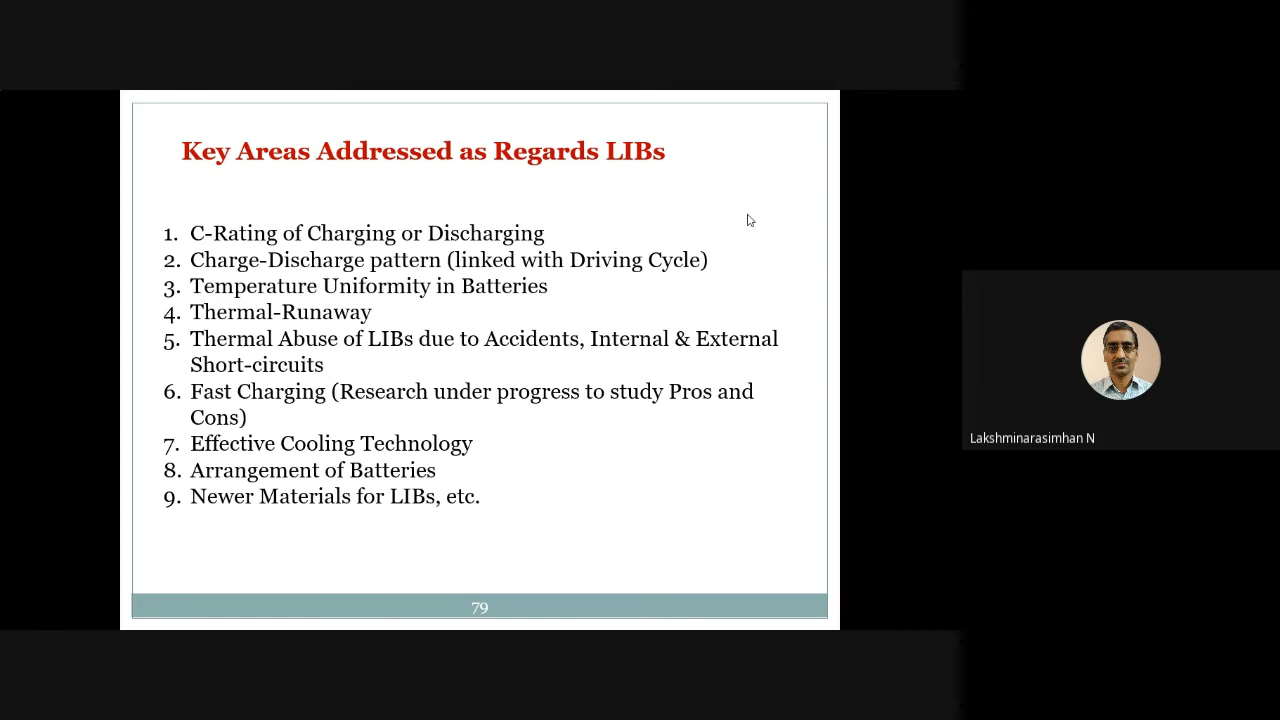 Key Areas Addressed as Regards LIBs
1. C-Rating of Charging or Discharging
2. Charge-Discharge pattern (linked with Driving Cycle)
3. Temperature Uniformity in Batteries
4. Thermal-Runaway
5. Thermal Abuse of LIBs due to Accidents, Internal & External
Short-circuits
6. Fast Charging (Research under progress to study Pros and
Cons)
7. Effective Cooling Technology
8. Arrangement of Batteries
9. Newer Materials for LIBs, etc.
79
Lakshminarasimhan N